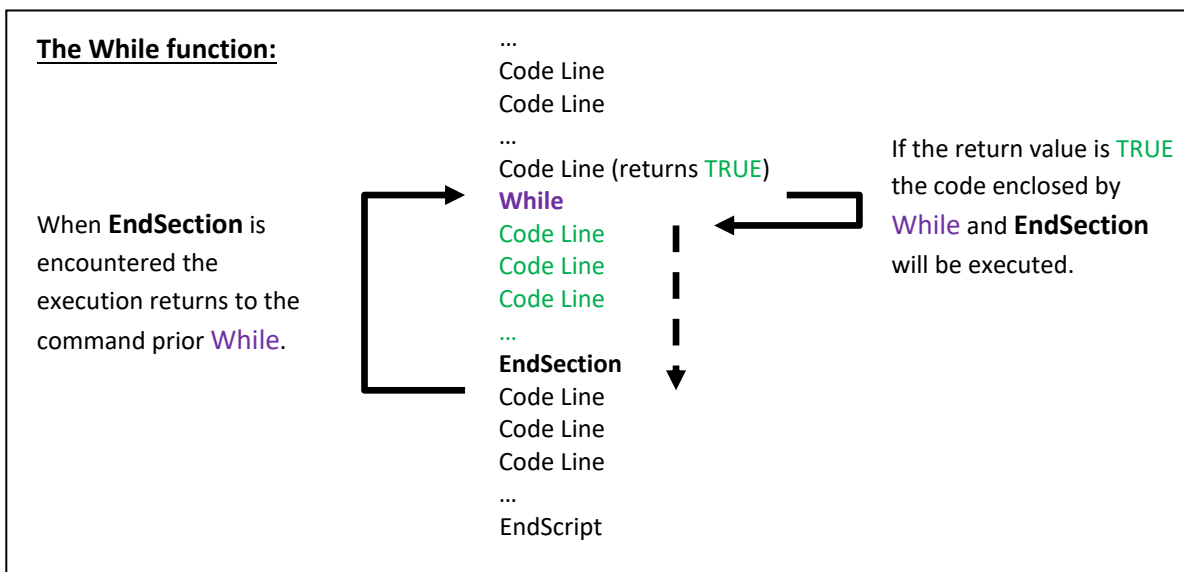 The While function:
...
Code Line
Code Line
...
Code Line (returns TRUE)
While
Code Line
Code Line
Code Line
...
EndSection
Code Line
Code Line
Code Line
...
EndScript
When EndSection is
encountered the
execution returns to the
command prior While.
If the return value is TRUE
the code enclosed by
While and EndSection
will be executed.